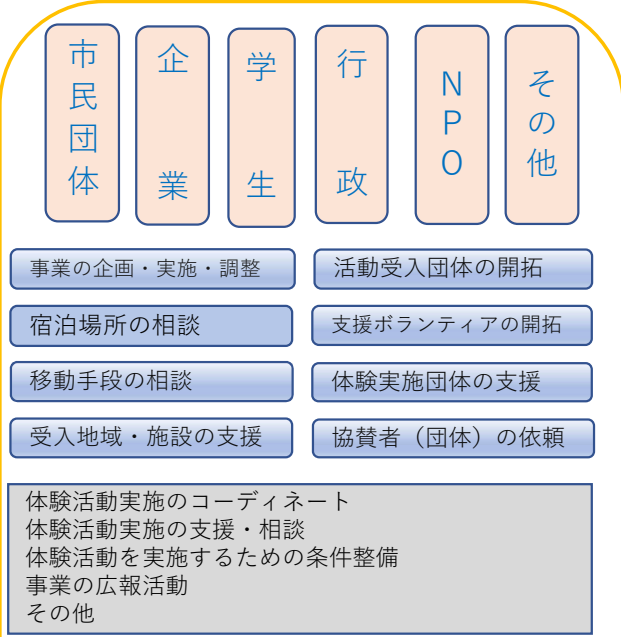 市民団体
企業
学生
行政
NPO
その他
事業の企画・実施・調整
活動受入団体の開拓
宿泊場所の相談
支援ボランティアの開拓
移動手段の相談
体験実施団体の支援
受入地域・施設の支援
協賛者（団体）の依頼
体験活動実施のコーディネート
体験活動実施の支援・相談
体験活動を実施するための条件整備
事業の広報活動
その他